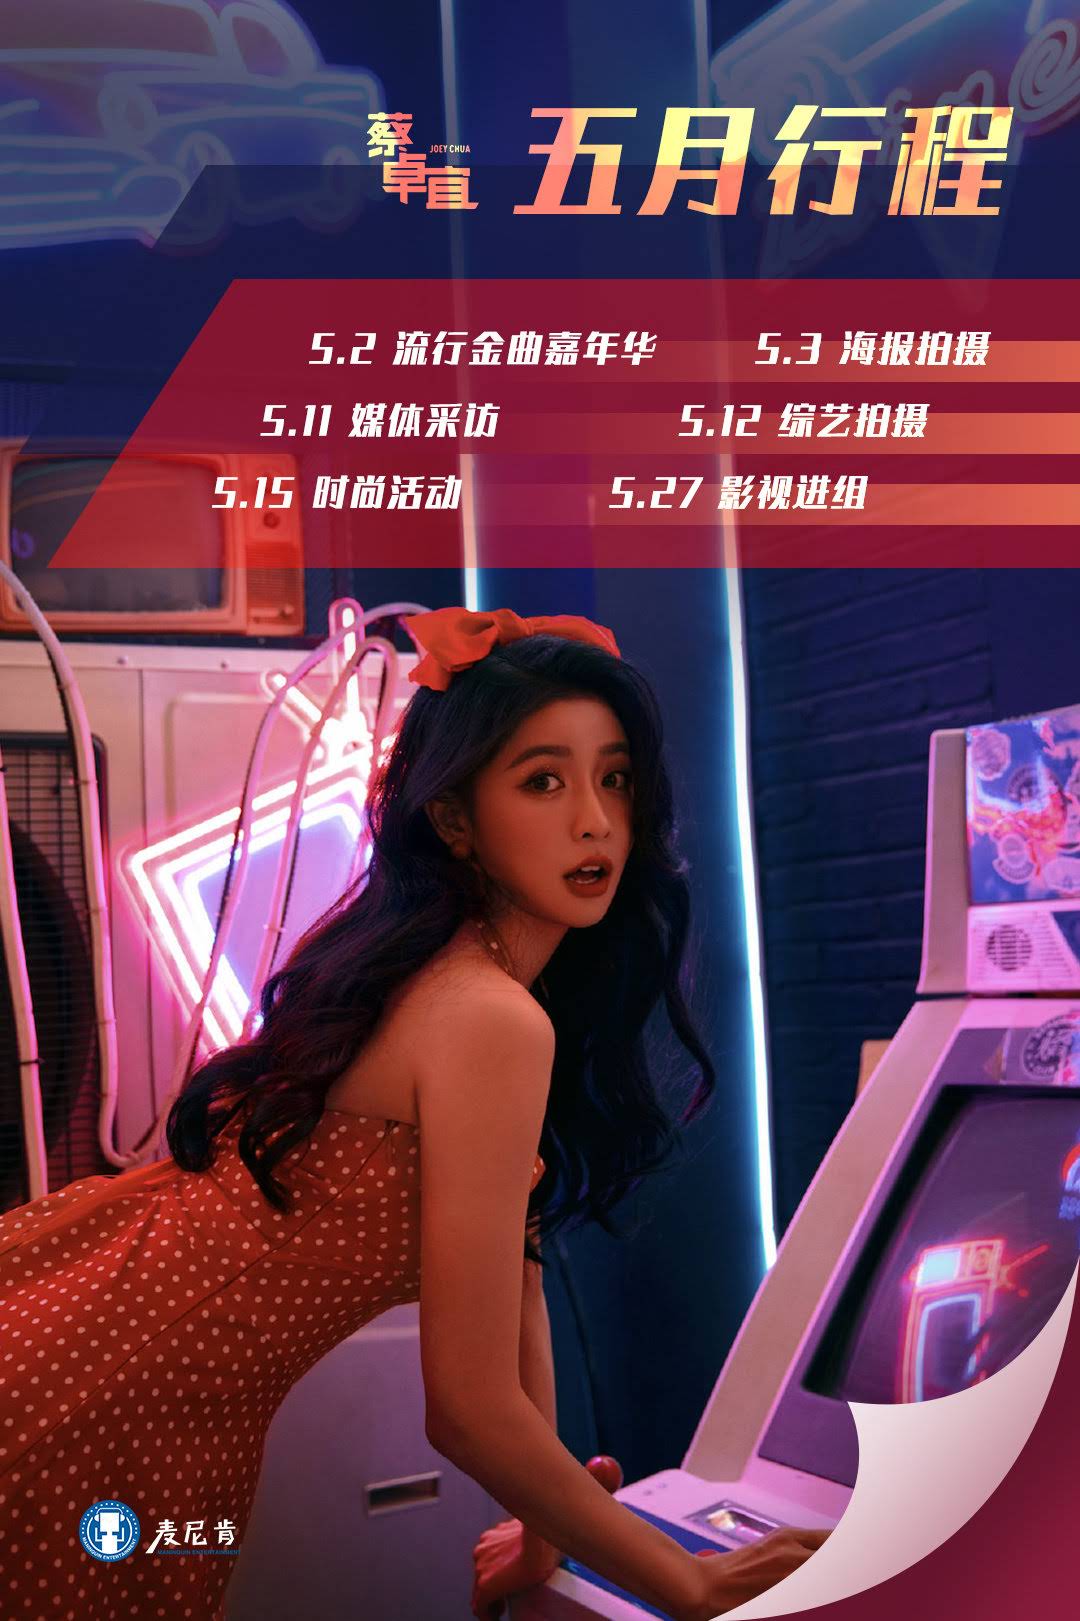 蔡卓宜
JOEY CHUA
五月行程
5.2 流行金曲嘉年华
5.3 海报拍摄
5.11 媒体采访
5.12 综艺拍摄
5.15 时尚活动
5.27 影视进组
麦尼肯
MANINGUIN ENTERTAINMENT